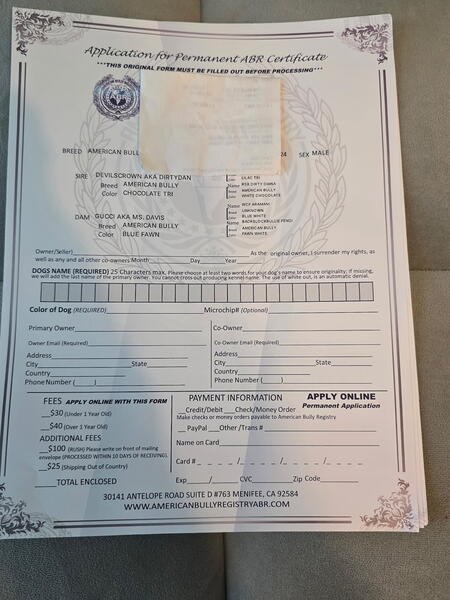 Application for Permanent ABR Certificate
***THIS ORIGINAL FORM MUST BE FILLED OUT BEFORE PROCESSING***
BREED AMERICAN BULLY 24 SEX MALE
SIRE DEVILSCROWN AKA DIRTYDAN
Breed AMERICAN BULLY
Color CHOCOLATE TRI
LILAC TRI
Name RSB DIRTY DIANA
Breed AMERICAN BULLY
Color WHITE CHOCOLATE
DAM GUCCI AKA MS. DAVIS
Breed AMERICAN BULLY
Color BLUE FAWN
Name WCF ARAMANI
Breed UNKNOWN
Color BLUE WHITE
Name BACKBLOCKBULLIE FENDI
Breed AMERICAN BULLY
Color FAWN WHITE
Owner/Seller) As the original owner, I surrender my rights, as
well as any and all other co-owners. Month Day Year
DOGS NAME (REQUIRED) 25 Characters max. Please choose at least two words for your dog's name to ensure originality; if missing,
we will add the last name of the primary owner. You cannot cross-out producing kennel name. The use of white out, is an automatic denial.
Color of Dog (REQUIRED) Microchip# (Optional)
Primary Owner
Owner Email (Required)
Address
City State
Country
Phone Number ( )
Co-Owner
Co-Owner Email (Required)
Address
City State
Country
Phone Number ( )
FEES APPLY ONLINE WITH THIS FORM
$30 (Under 1 Year Old)
$40 (Over 1 Year Old)
ADDITIONAL FEES
$100 (RUSH) Please write on front of mailing
envelope (PROCESSED WITHIN 10 DAYS OF RECEIVING).
$25 (Shipping Out of Country)
TOTAL ENCLOSED
PAYMENT INFORMATION
APPLY ONLINE
Permanent Application
Credit/Debit Check/Money Order
Make checks or money orders payable to American Bully Registry
PayPal Other /Trans #
Name on Card
Card # / / /
Exp / CVC Zip Code
30141 ANTELOPE ROAD SUITE D #763 MENIFEE, CA 92584
WWW.AMERICANBULLYREGISTRYABR.COM